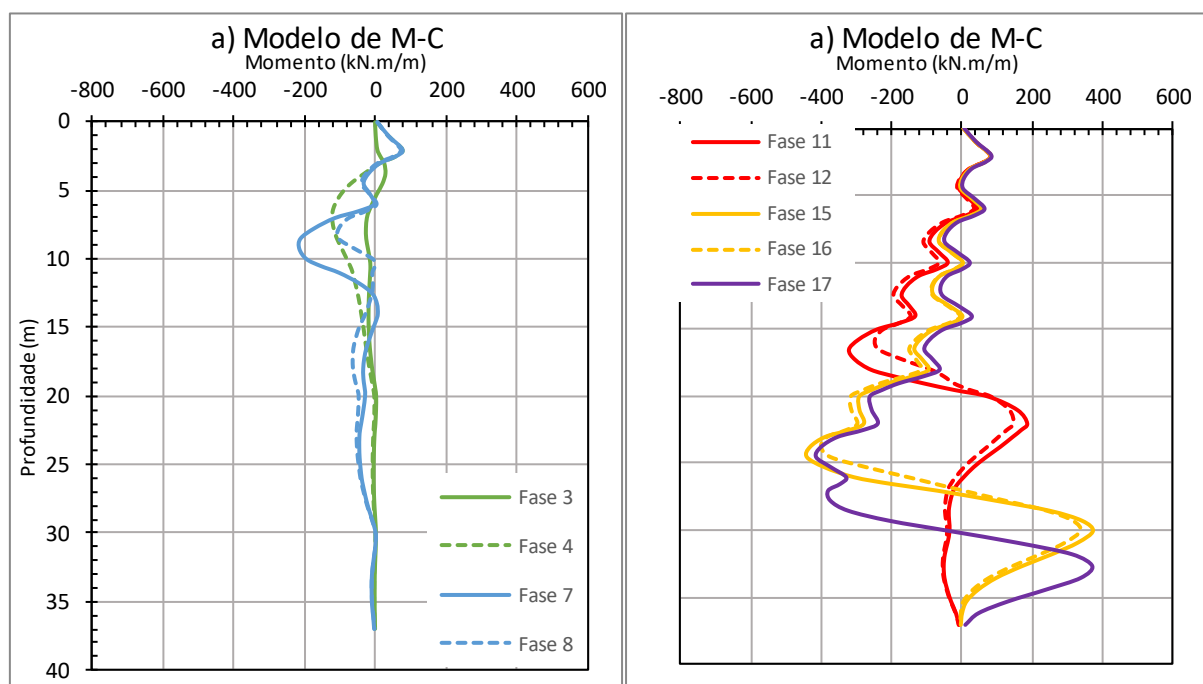 a) Modelo de M-C
Momento (kN.m/m)
-800 -600 -400 -200 0 200 400 600
0
5
10
15
20
25
30
35
40
Profundidade (m)
Fase 3
Fase 4
Fase 7
Fase 8
a) Modelo de M-C
Momento (kN.m/m)
-800 -600 -400 -200 0 200 400 600
Fase 11
Fase 12
Fase 15
Fase 16
Fase 17